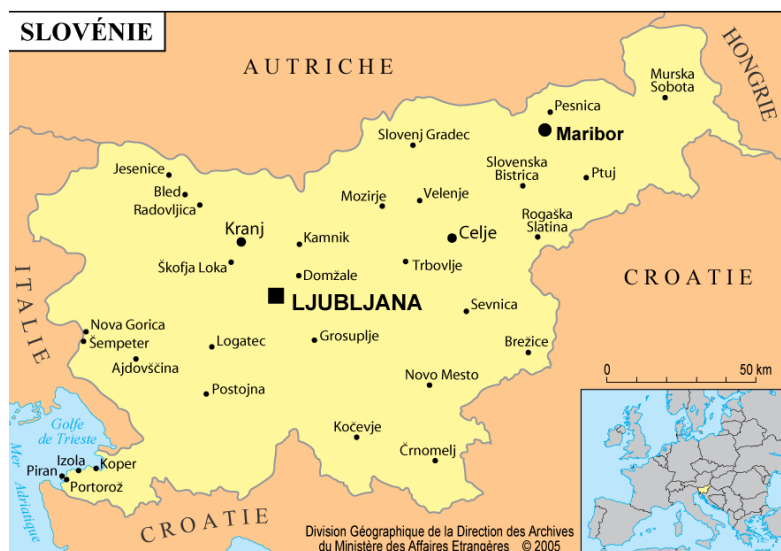 SLOVÉNIE
AUTRICHE
HONGRIE
Murska
Sobota
Pesnica
Maribor
Slovenj Gradec
Slovenska
Bistrica
Ptuj
Jesenice
Bled
Radovljica
Mozirje
Velenje
Rogaška
Slatina
Kranj
Kamnik
Celje
Škofja Loka
Domžale
Trbovlje
CROATIE
ITALIE
LJUBLJANA
Sevnica
Nova Gorica
Šempeter
Ajdovščina
Logatec
Grosuplje
Brežice
Postojna
Novo Mesto
0
50 km
Golfe
de Trieste
Kočevje
Črnomelj
Mer
Adriatique
Piran
Izola
Koper
Portorož
CROATIE
Division Géographique de la Direction des Archives
du Ministère des Affaires Etrangères © 2005